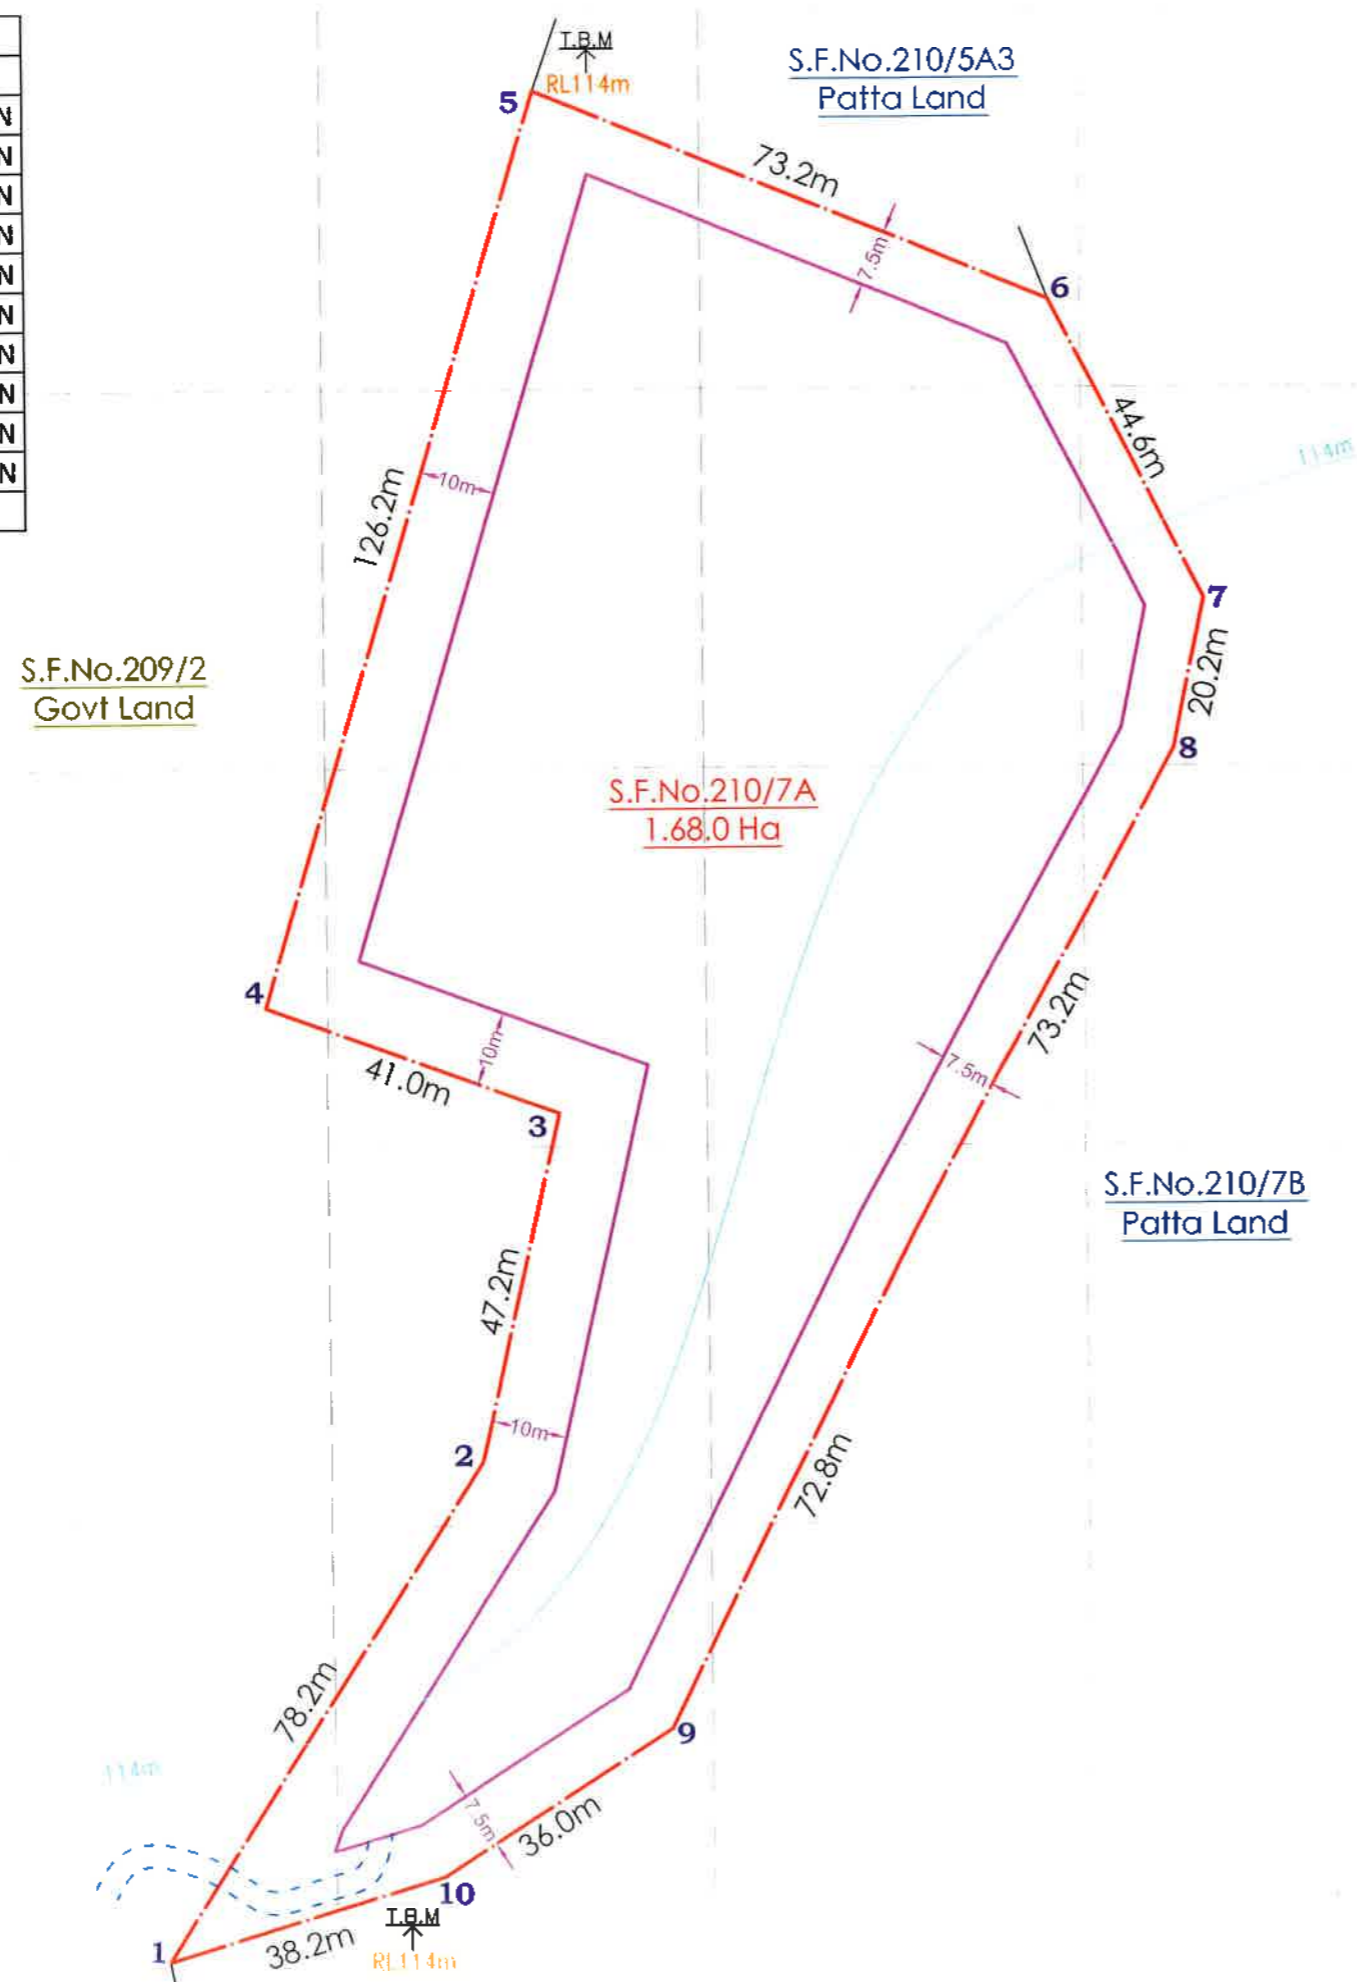 N
N
N
N
N
N
N
N
N
N
T.B.M
RL114m
S.F.No.210/5A3
Patta Land
5
73.2m
7.5m
6
44.6m
114m
126.2m
10m
7
20.2m
8
S.F.No.209/2
Govt Land
S.F.No.210/7A
1.68.0 Ha
4
10m
41.0m
3
73.2m
7.5m
S.F.No.210/7B
Patta Land
47.2m
10m
2
72.8m
78.2m
9
114m
7.5m
36.0m
10
T.B.M
RL114m
38.2m
1